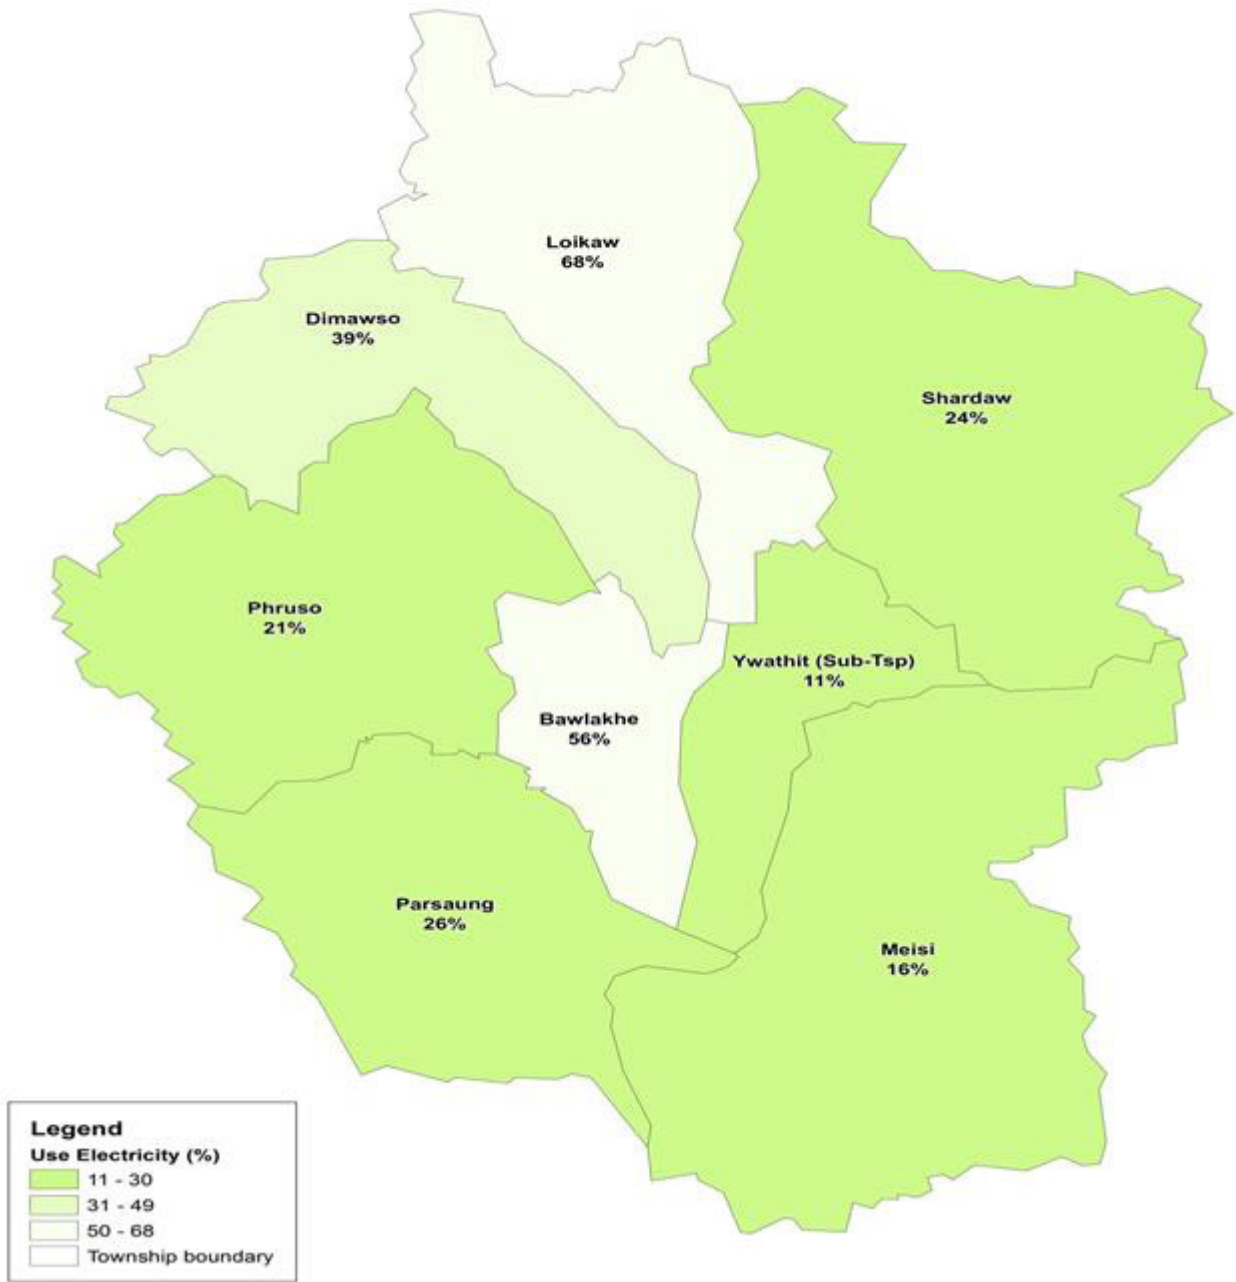 Loikaw
68%
Dimawso
39%
Shardaw
24%
Phruso
21%
Ywathit (Sub-Tsp)
11%
Bawlakhe
56%
Parsaung
26%
Meisi
16%
Legend
Use Electricity (%)
11 - 30
31 - 49
50 - 68
Township boundary